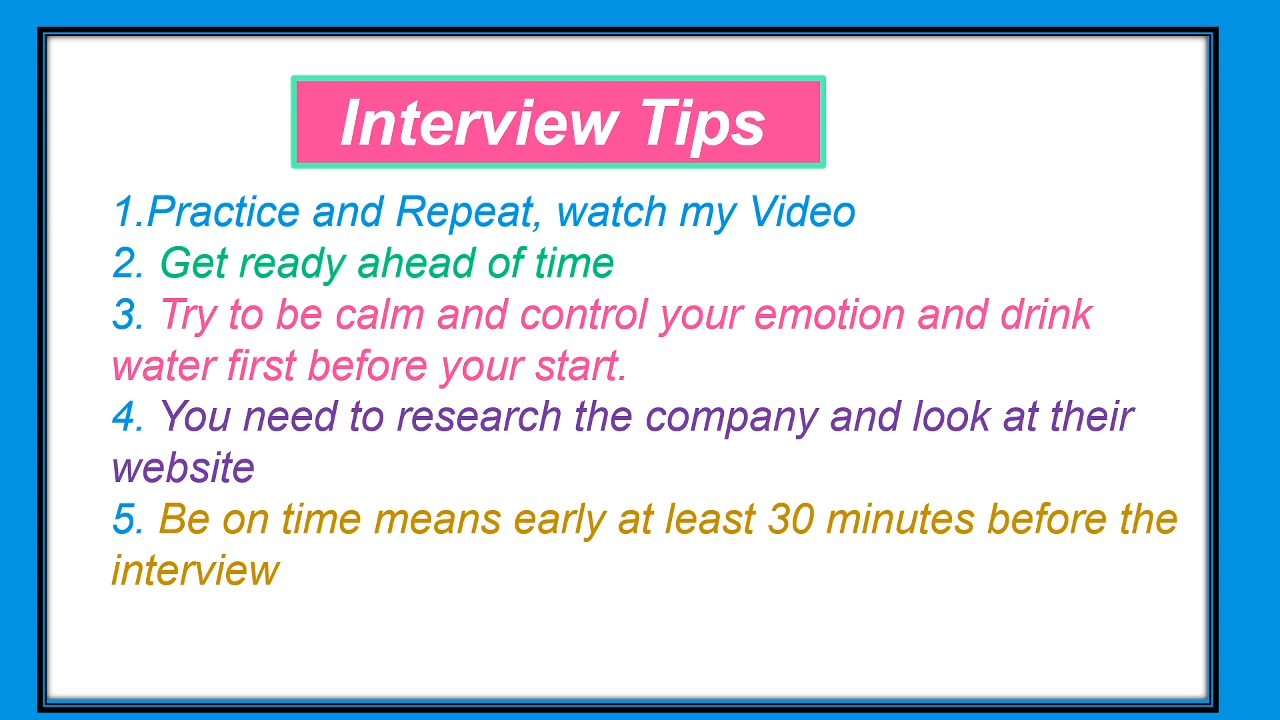 Interview Tips
1.Practice and Repeat, watch my Video
2. Get ready ahead of time
3. Try to be calm and control your emotion and drink
water first before your start.
4. You need to research the company and look at their
website
5. Be on time means early at least 30 minutes before the
interview